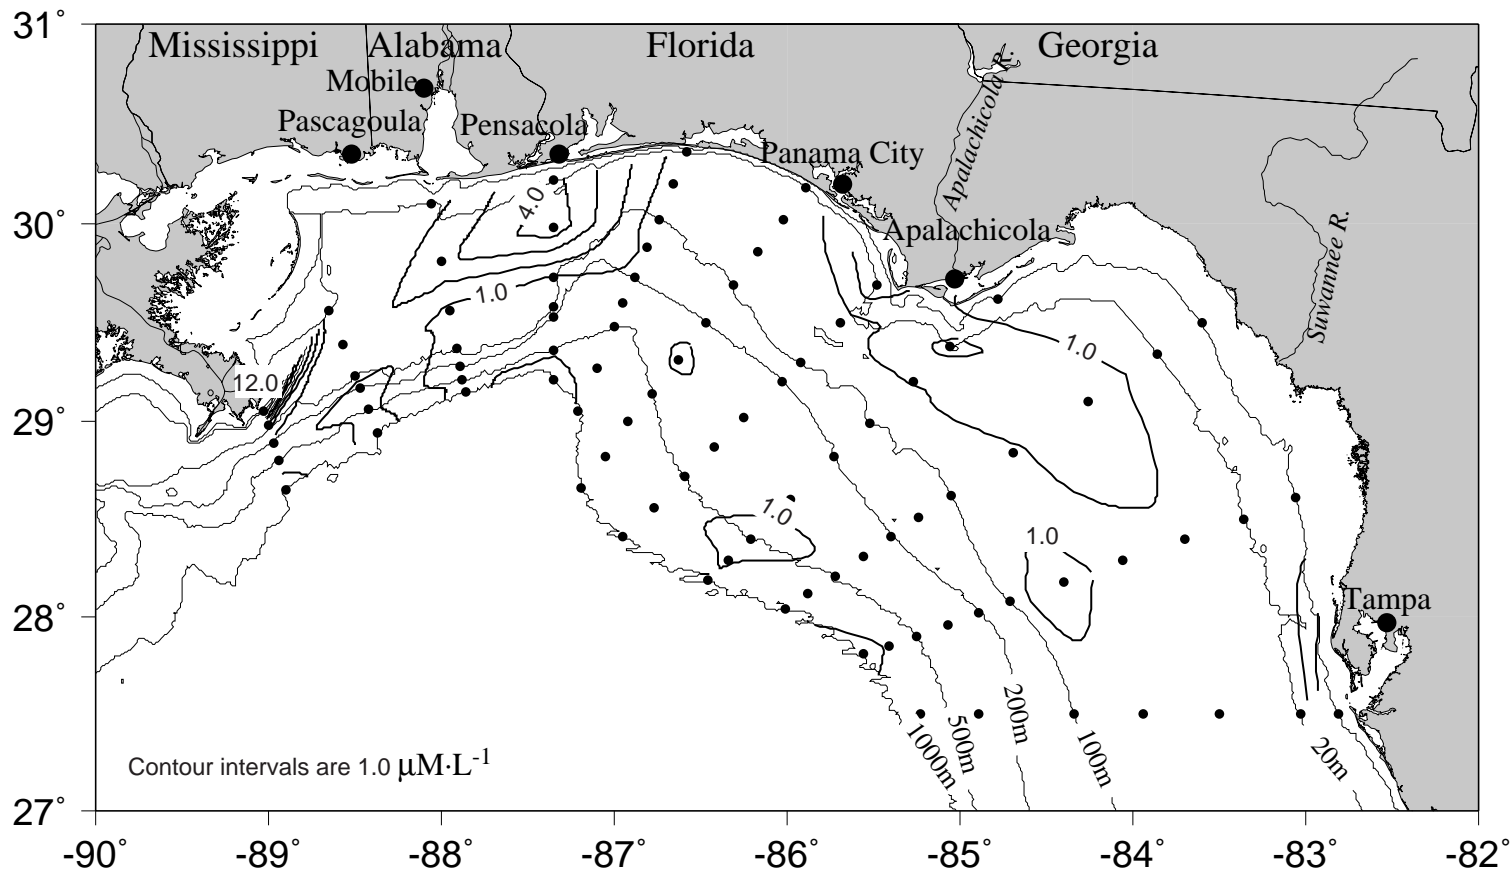 31°
Mississippi Alabama Florida Georgia
Mobile
Apalachicola R.
Pascagoula Pensacola
Panama City
4.0
30°
Apalachicola
Suwannee R.
1.0
1.0
12.0
29°
1.0
1.0
28°
Tampa
200m
500m
1000m
100m
20m
Contour intervals are 1.0 μM·L-1
27°
-90° -89° -88° -87° -86° -85° -84° -83° -82°